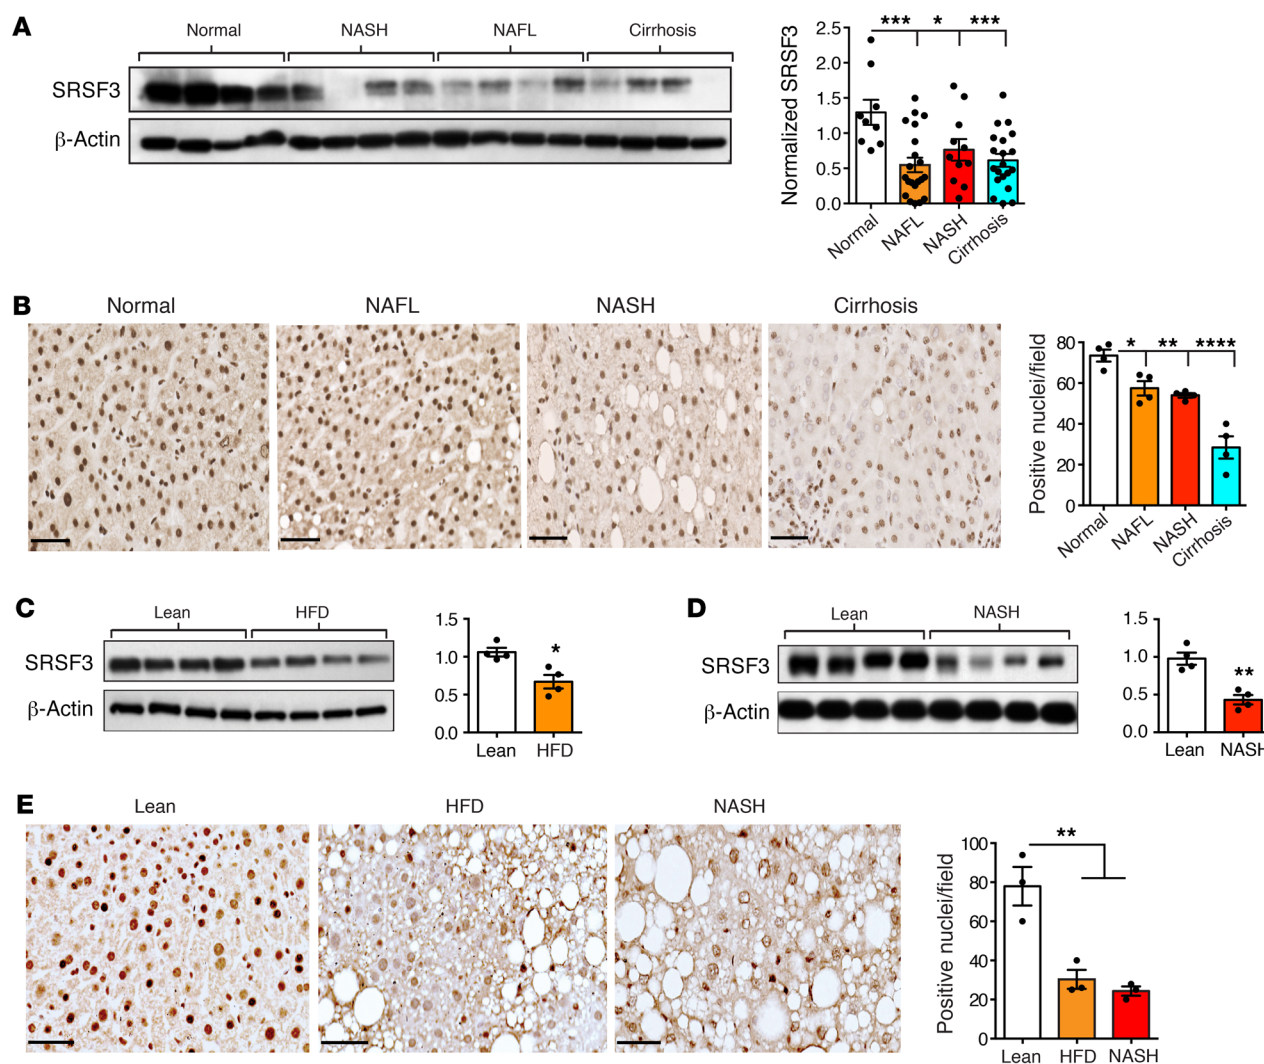 A
Normal NASH NAFL Cirrhosis
SRSF3
β-Actin
Normalized SRSF3
*** * ***
2.5
2.0
1.5
1.0
0.5
0.0
Normal NAFL NASH Cirrhosis
B
Normal NAFL NASH Cirrhosis
Positive nuclei/field
* ** ****
80
60
40
20
0
Normal NAFL NASH Cirrhosis
C
Lean HFD
SRSF3
β-Actin
1.5
1.0
0.5
0.0
*
Lean HFD
D
Lean NASH
SRSF3
β-Actin
1.5
1.0
0.5
0.0
**
Lean NASH
E
Lean HFD NASH
Positive nuclei/field
**
100
80
60
40
20
0
Lean HFD NASH